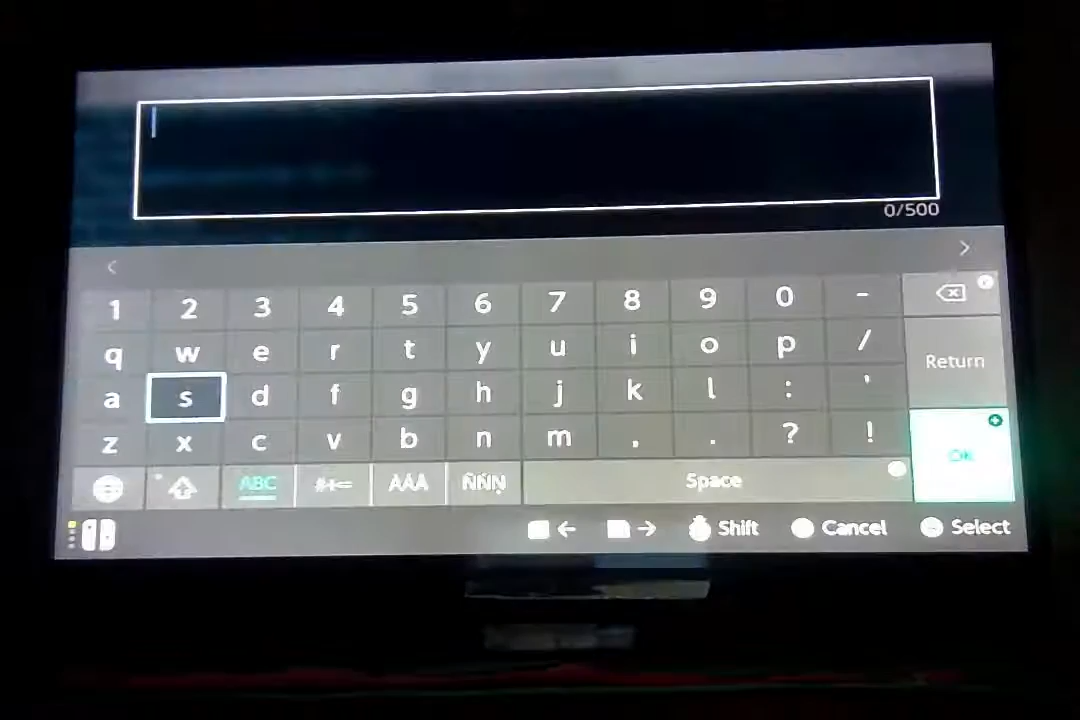 0/500
1 2 3 4 5 6 7 8 9 0 -
q w e r t y u i o p /
Return
a s d f g h j k l : '
z x c v b n m , . ? !
OK
ABC #+= ÀÁÂ ÑÑŅ Space
← → Shift Cancel Select